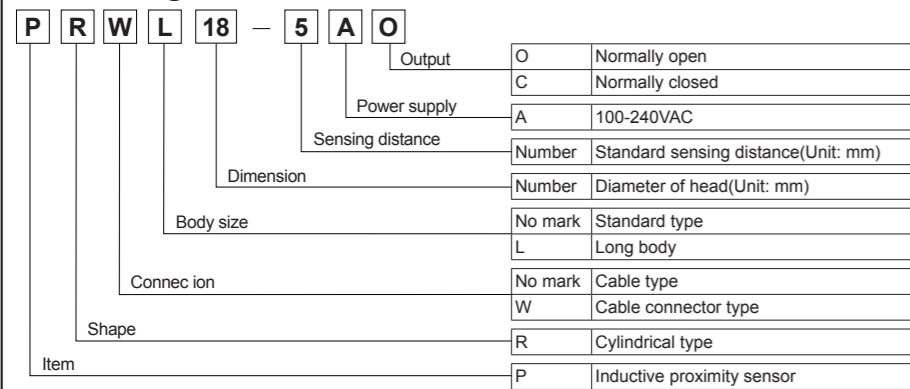 P R W L 18 – 5 A O
Output
O Normally open
C Normally closed
Power supply
A 100-240VAC
Sensing distance
Number Standard sensing distance(Unit: mm)
Dimension
Number Diameter of head(Unit: mm)
Body size
No mark Standard type
L Long body
Connec ion
No mark Cable type
W Cable connector type
Shape
R Cylindrical type
Item
P Inductive proximity sensor